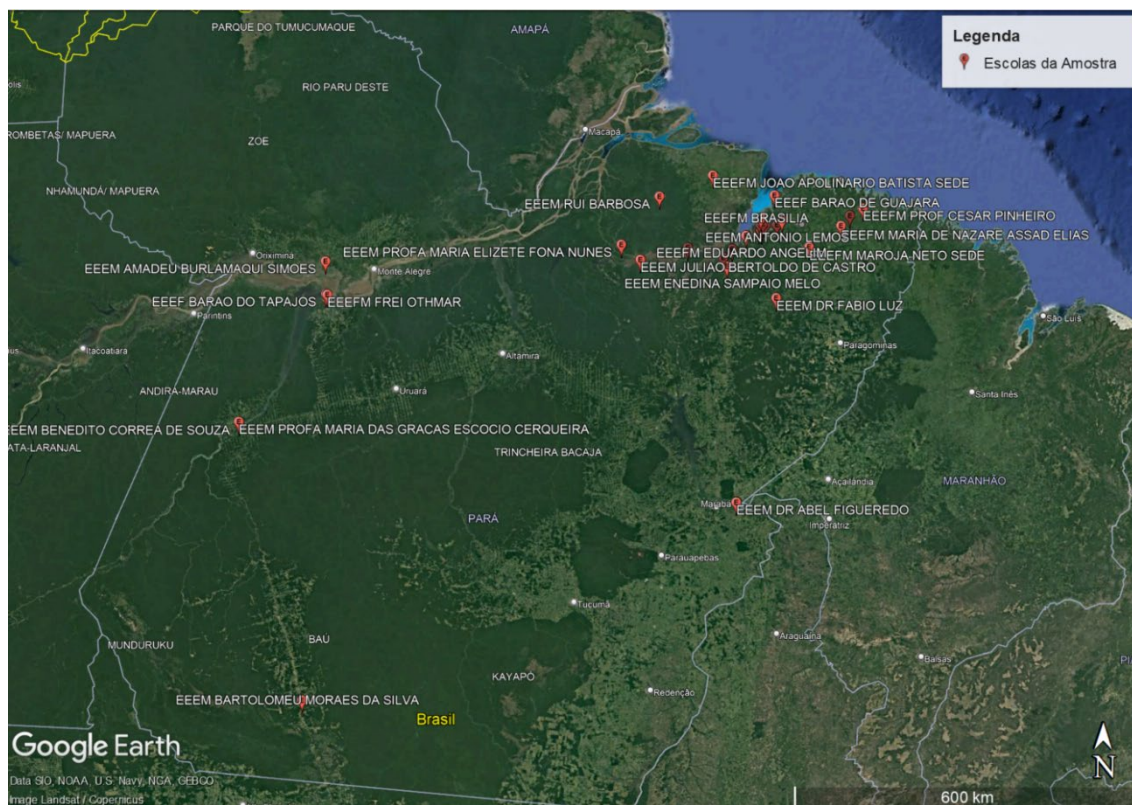 PARQUE DO TUMUCUMAQUE
AMAPÁ
Legenda
Escolas da Amostra
RIO PARU DESTE
ROMBETAS/ MAPUERA
ZOE
Macapá
NHAMUNDÁ/ MAPUERA
EEEFM JOAO APOLINARIO BATISTA SEDE
EEEM RUI BARBOSA
EEEF BARAO DE GUAJARA
EEEFM BRASILIA
EEEFM PROF CESAR PINHEIRO
EEEM ANTONIO LEMOS
EEEFM MARIA DE NAZARE ASSAD ELIAS
EEEM PROFA MARIA ELIZETE FONA NUNES
EEEFM EDUARDO ANGELIM
EEEFM MAROJA NETO SEDE
Oriximiná
EEEM AMADEU BURLAMAQUI SIMOES
Monte Alegre
EEEM JULIAO BERTOLDO DE CASTRO
EEEM ENEDINA SAMPAIO MELO
EEEF BARAO DO TAPAJOS
EEEFM FREI OTHMAR
EEEM DR FABIO LUZ
Parintins
São Luís
Itacoatiara
Altamira
Paragominas
ANDIRÁ-MARAU
Uruará
Santa Inês
EEEM BENEDITO CORREA DE SOUZA
EEEM PROFA MARIA DAS GRACAS ESCOCIO CERQUEIRA
ATA-LARANJAL
TRINCHEIRA BACAJA
Açailândia
MARANHÃO
Marabá
EEEM DR ABEL FIGUEREDO
PARÁ
Imperatriz
Parauapebas
Tucumã
Araguaína
MUNDURUKU
BAU
Balsas
KAYAPÓ
Redenção
EEEM BARTOLOMEU MORAES DA SILVA
Brasil
Google Earth
N
Data SIO, NOAA, U.S. Navy, NGA, GEBCO
Image Landsat / Copernicus
600 km